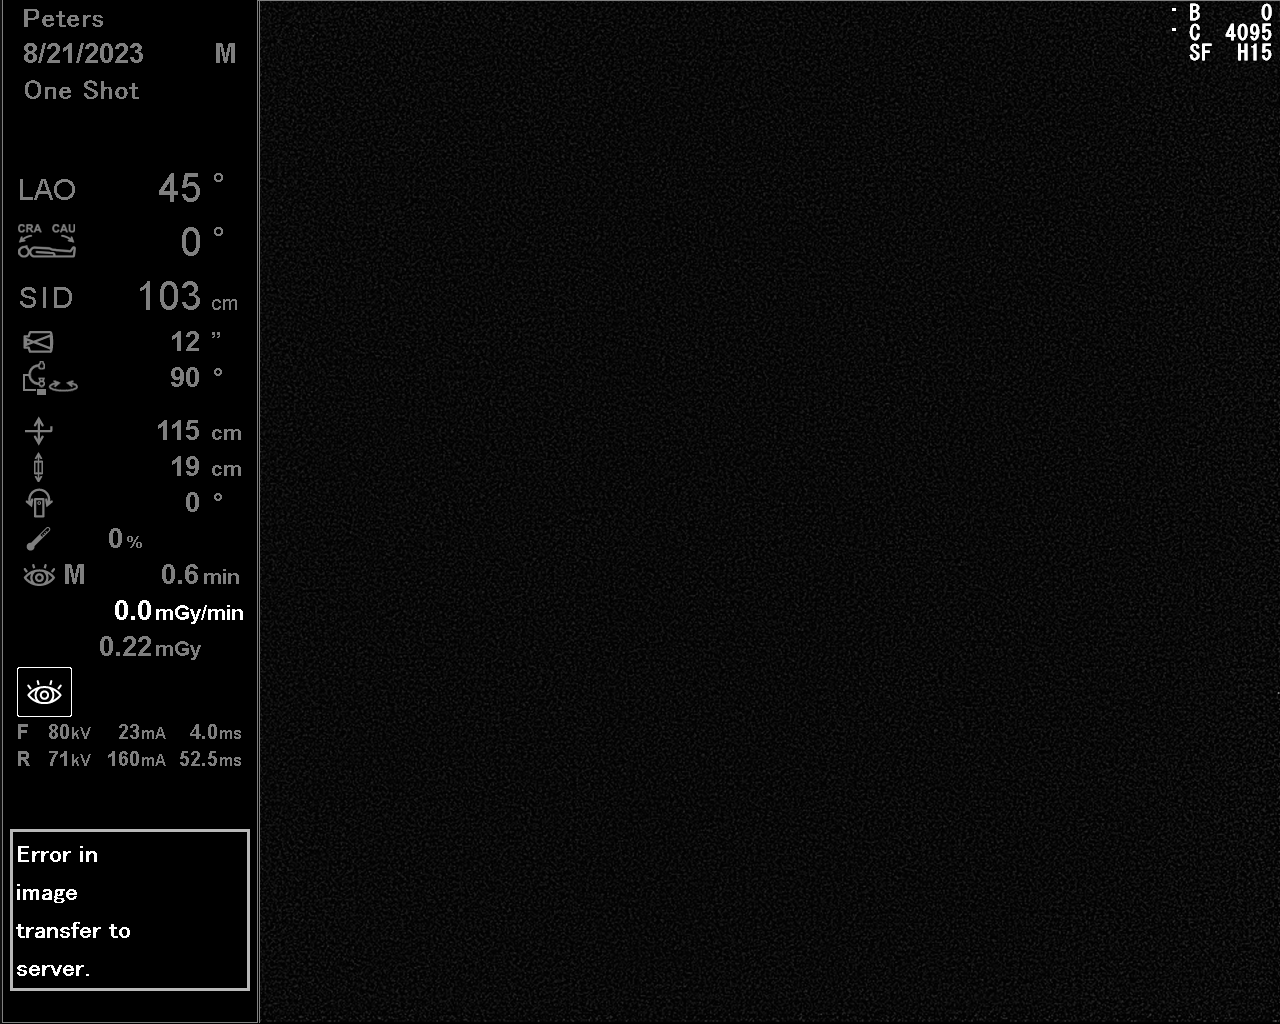 Peters
8/21/2023 M
One Shot
LAO 45 °
CRA CAU
0 °
SID 103 cm
12 ”
90 °
115 cm
19 cm
0 °
0 %
M 0.6 min
0.0 mGy/min
0.22 mGy
F 80kV 23mA 4.0ms
R 71kV 160mA 52.5ms
Error in
image
transfer to
server.
B 0
C 4095
SF H15